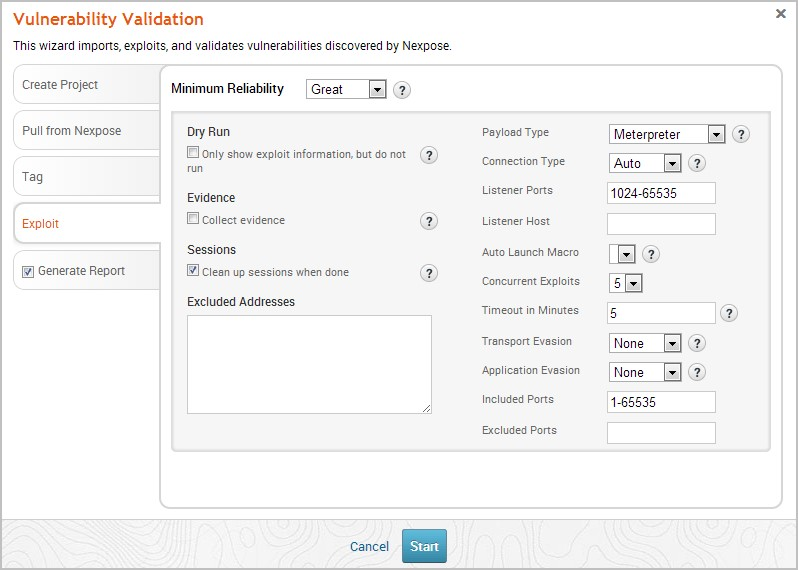 Vulnerability Validation
This wizard imports, exploits, and validates vulnerabilities discovered by Nexpose.
Create Project
Pull from Nexpose
Tag
Exploit
Generate Report
Minimum Reliability Great ?
Dry Run
Only show exploit information, but do not
run
?
Evidence
Collect evidence ?
Sessions
Clean up sessions when done ?
Excluded Addresses
Payload Type Meterpreter ?
Connection Type Auto ?
Listener Ports 1024-65535
Listener Host
Auto Launch Macro ?
Concurrent Exploits 5
Timeout in Minutes 5 ?
Transport Evasion None ?
Application Evasion None ?
Included Ports 1-65535
Excluded Ports
Cancel Start